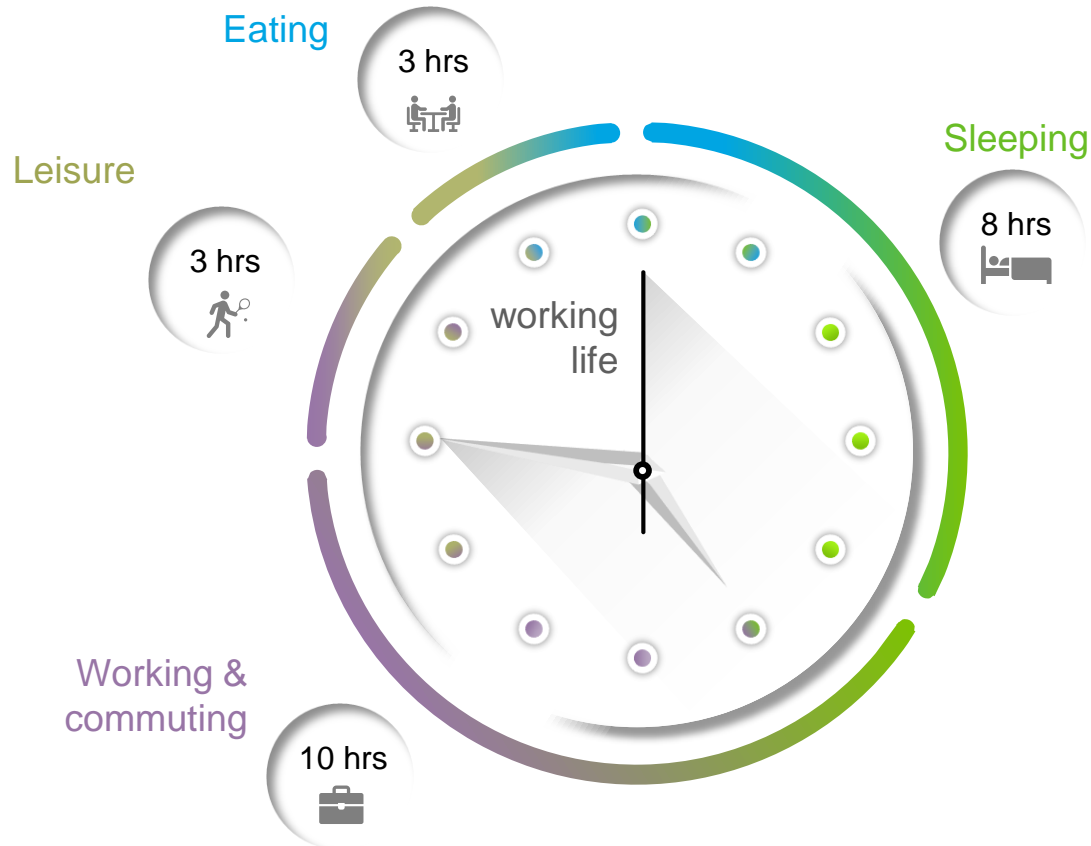 Eating
3 hrs
Sleeping
8 hrs
Leisure
3 hrs
working
life
Working &
commuting
10 hrs